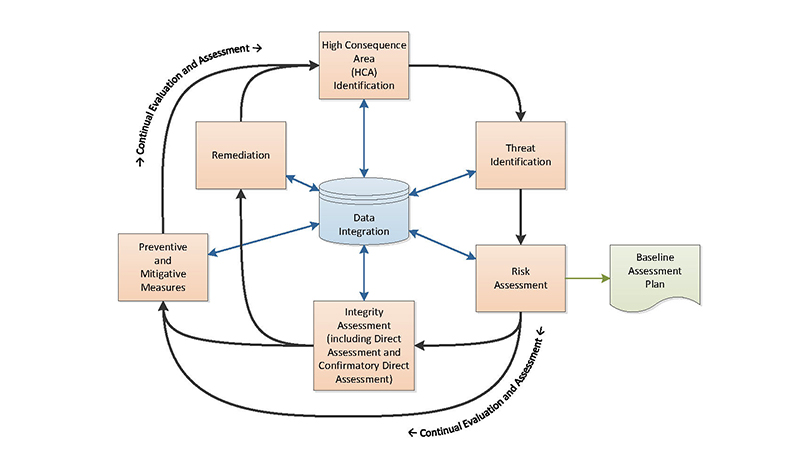 → Continual Evaluation and Assessment →
High Consequence
Area
(HCA)
Identification
Remediation
Threat
Identification
Data
Integration
Preventive
and
Mitigative
Measures
Risk
Assessment
Baseline
Assessment
Plan
Integrity
Assessment
(including Direct
Assessment and
Confirmatory Direct
Assessment)
← Continual Evaluation and Assessment ←